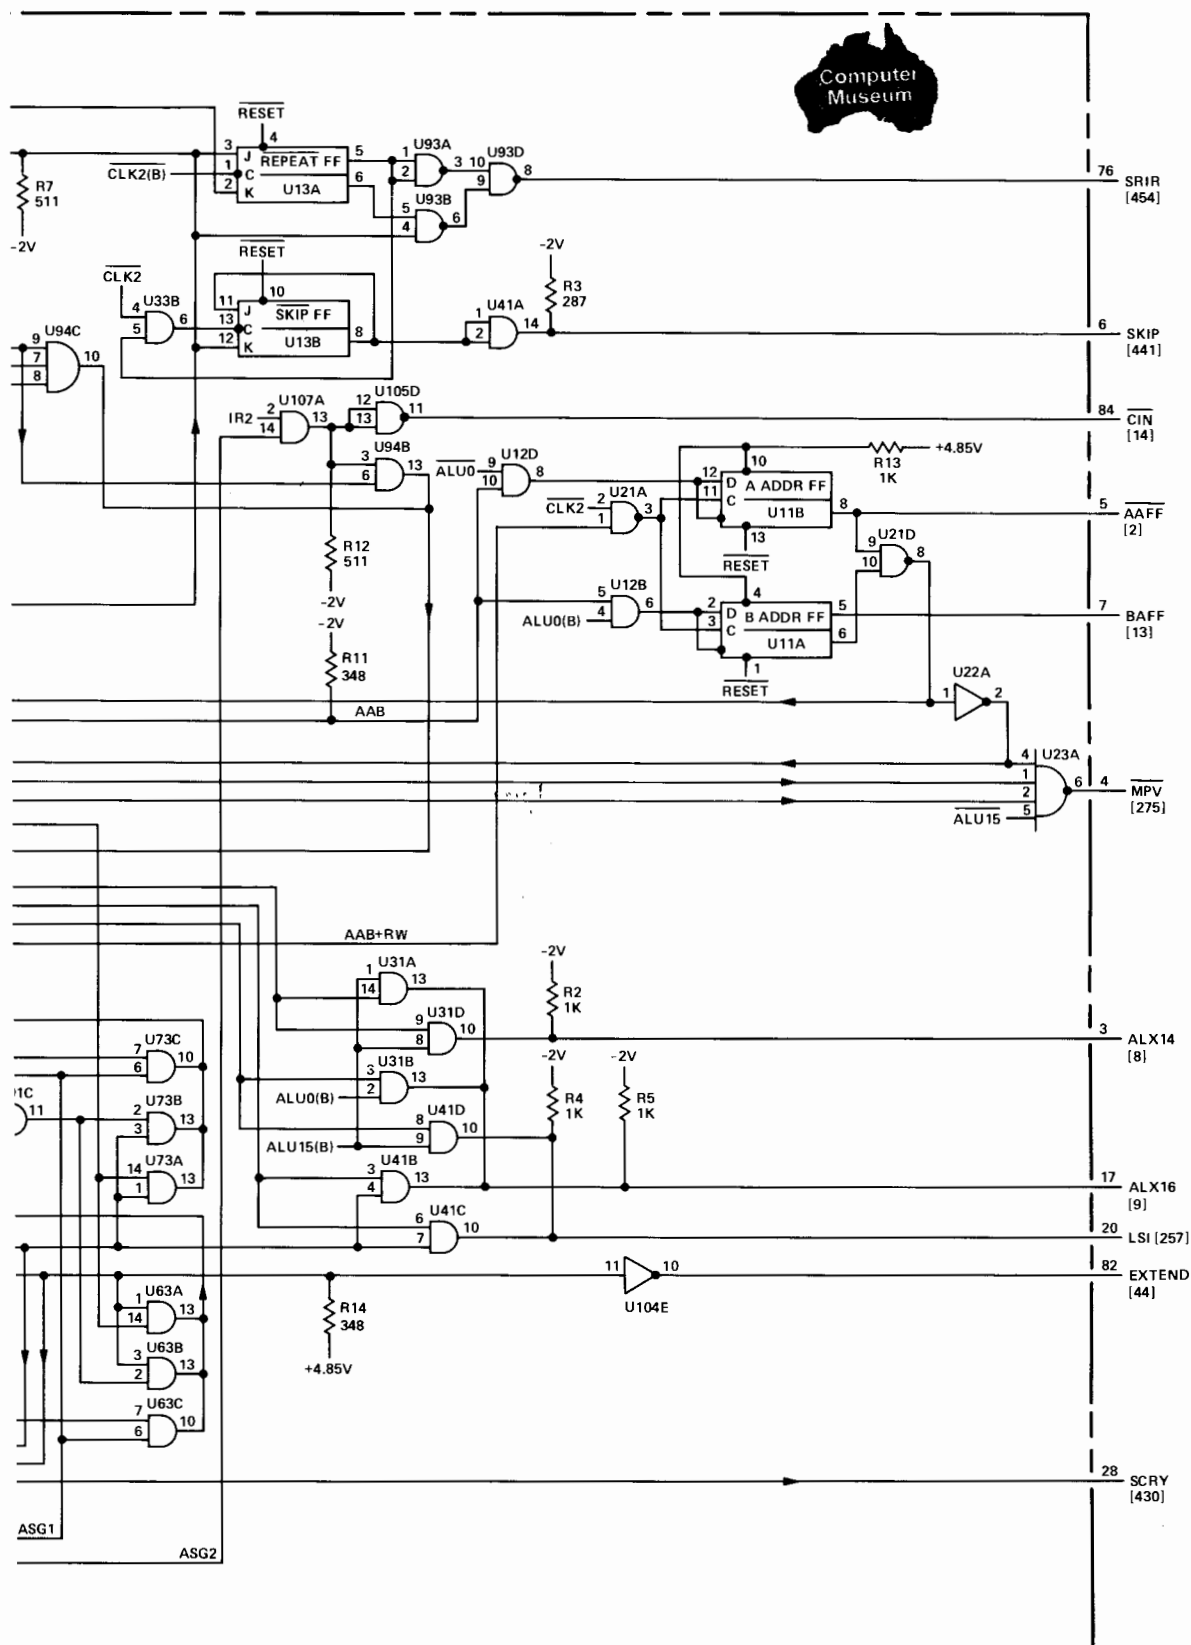 Computer
Museum
RESET
4
3
J
REPEAT FF
5
CLK2(B)
1
C
2
K
U13A
6
R7
511
-2V
U93A
1
2
3
U93D
10
9
8
U93B
5
4
6
76
SRIR
[454]
RESET
10
CLK2
U33B
4
5
6
11
J
SKIP FF
13
C
12
K
U13B
8
-2V
R3
287
U41A
1
2
14
6
SKIP
[441]
U94C
9
7
8
10
U107A
IR2
2
14
13
U105D
12
13
11
84
CIN
[14]
U94B
3
6
13
R12
511
-2V
-2V
R11
348
AAB
ALU0
U12D
9
10
8
CLK2
U21A
2
1
3
R13
1K
+4.85V
10
12
D
A ADDR FF
11
C
U11B
8
13
RESET
5
AAFF
[2]
U21D
9
10
8
U12B
5
ALU0(B)
4
6
4
2
D
B ADDR FF
5
3
C
U11A
6
1
RESET
7
BAFF
[13]
U22A
1
2
U23A
4
1
2
5
ALU15
6
4
MPV
[275]
AAB+RW
U31A
1
14
13
-2V
R2
1K
U31D
9
8
10
3
ALX14
[8]
U31B
3
ALU0(B)
2
13
-2V
R4
1K
-2V
R5
1K
U41D
8
ALU15(B)
9
10
U41B
3
4
13
17
ALX16
[9]
U41C
6
7
10
20
LSI [257]
U73C
7
6
10
1C
11
U73B
2
3
13
U73A
14
1
13
11
10
U104E
82
EXTEND
[44]
U63A
1
14
13
R14
348
+4.85V
U63B
3
2
13
U63C
7
6
10
28
SCRY
[430]
ASG1
ASG2